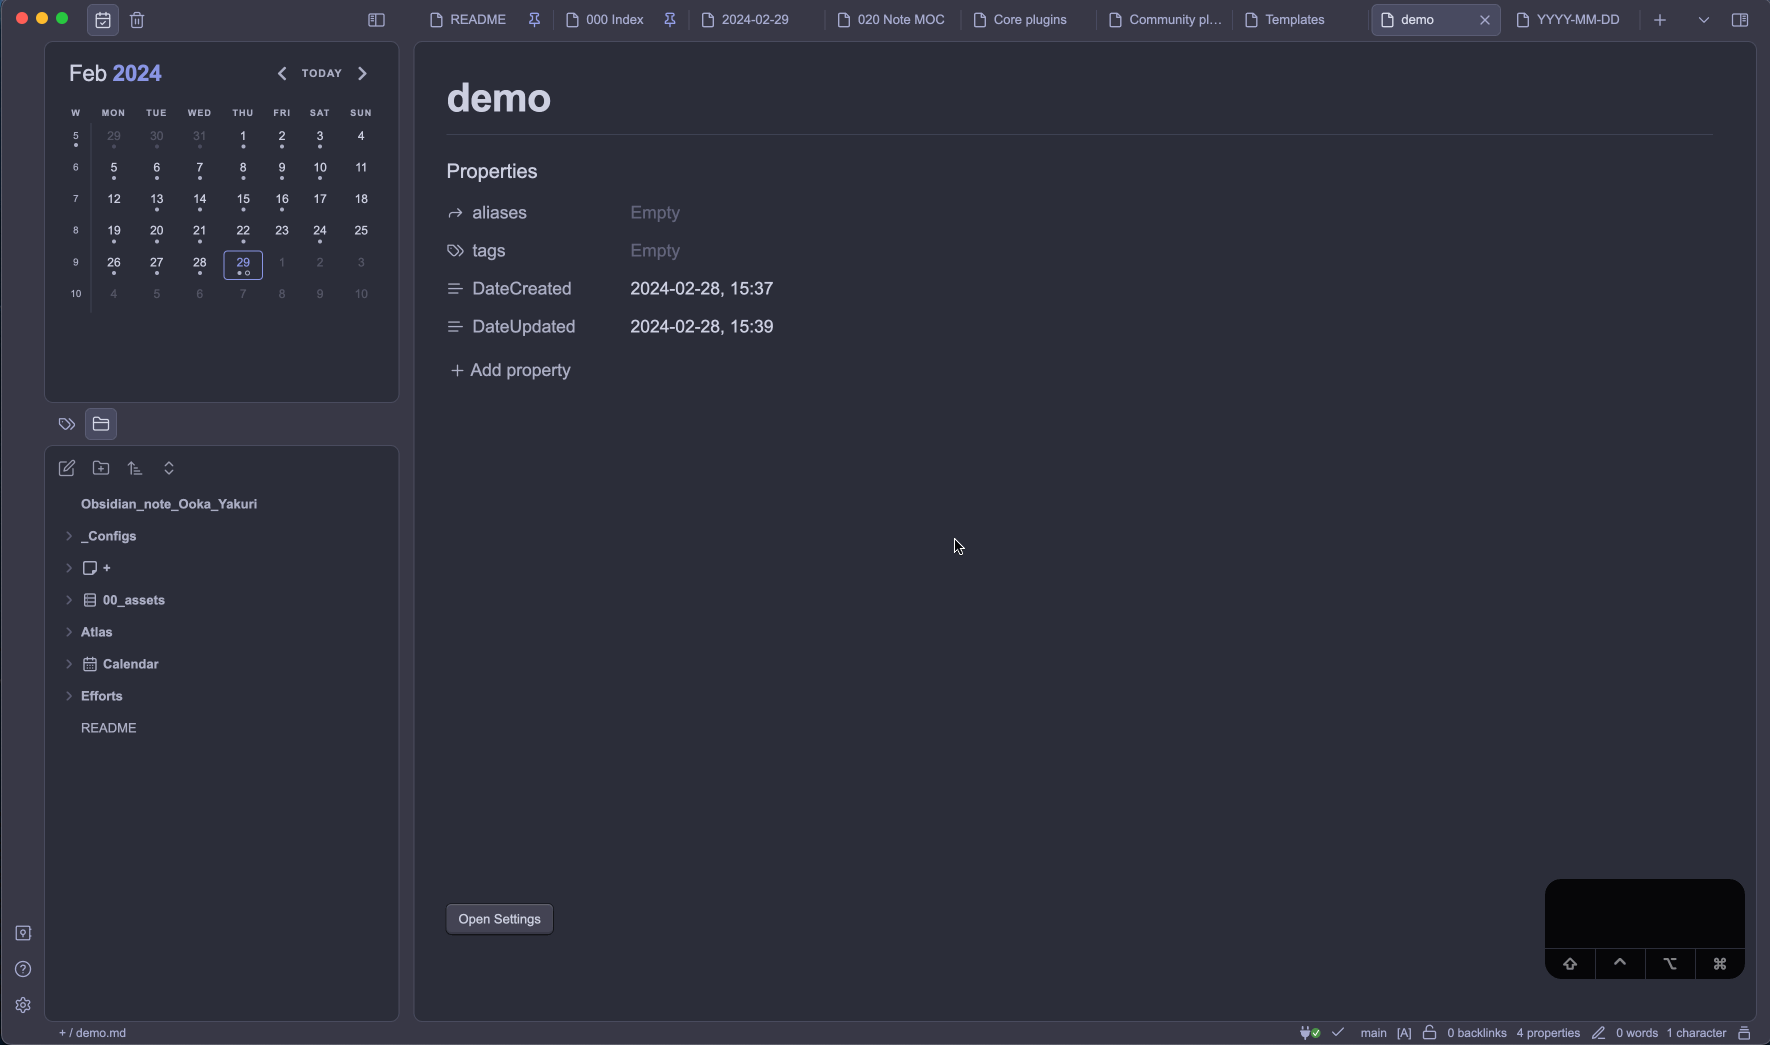 README
000 Index
2024-02-29
020 Note MOC
Core plugins
Community pl...
Templates
demo
YYYY-MM-DD
Feb 2024
TODAY
W MON TUE WED THU FRI SAT SUN
5 29 30 31 1 2 3 4
6 5 6 7 8 9 10 11
7 12 13 14 15 16 17 18
8 19 20 21 22 23 24 25
9 26 27 28 29 1 2 3
10 4 5 6 7 8 9 10
Obsidian_note_Ooka_Yakuri
_Configs
+
00_assets
Atlas
Calendar
Efforts
README
demo
Properties
aliases Empty
tags Empty
DateCreated 2024-02-28, 15:37
DateUpdated 2024-02-28, 15:39
+ Add property
Open Settings
+ / demo.md
main [A] 0 backlinks 4 properties 0 words 1 character